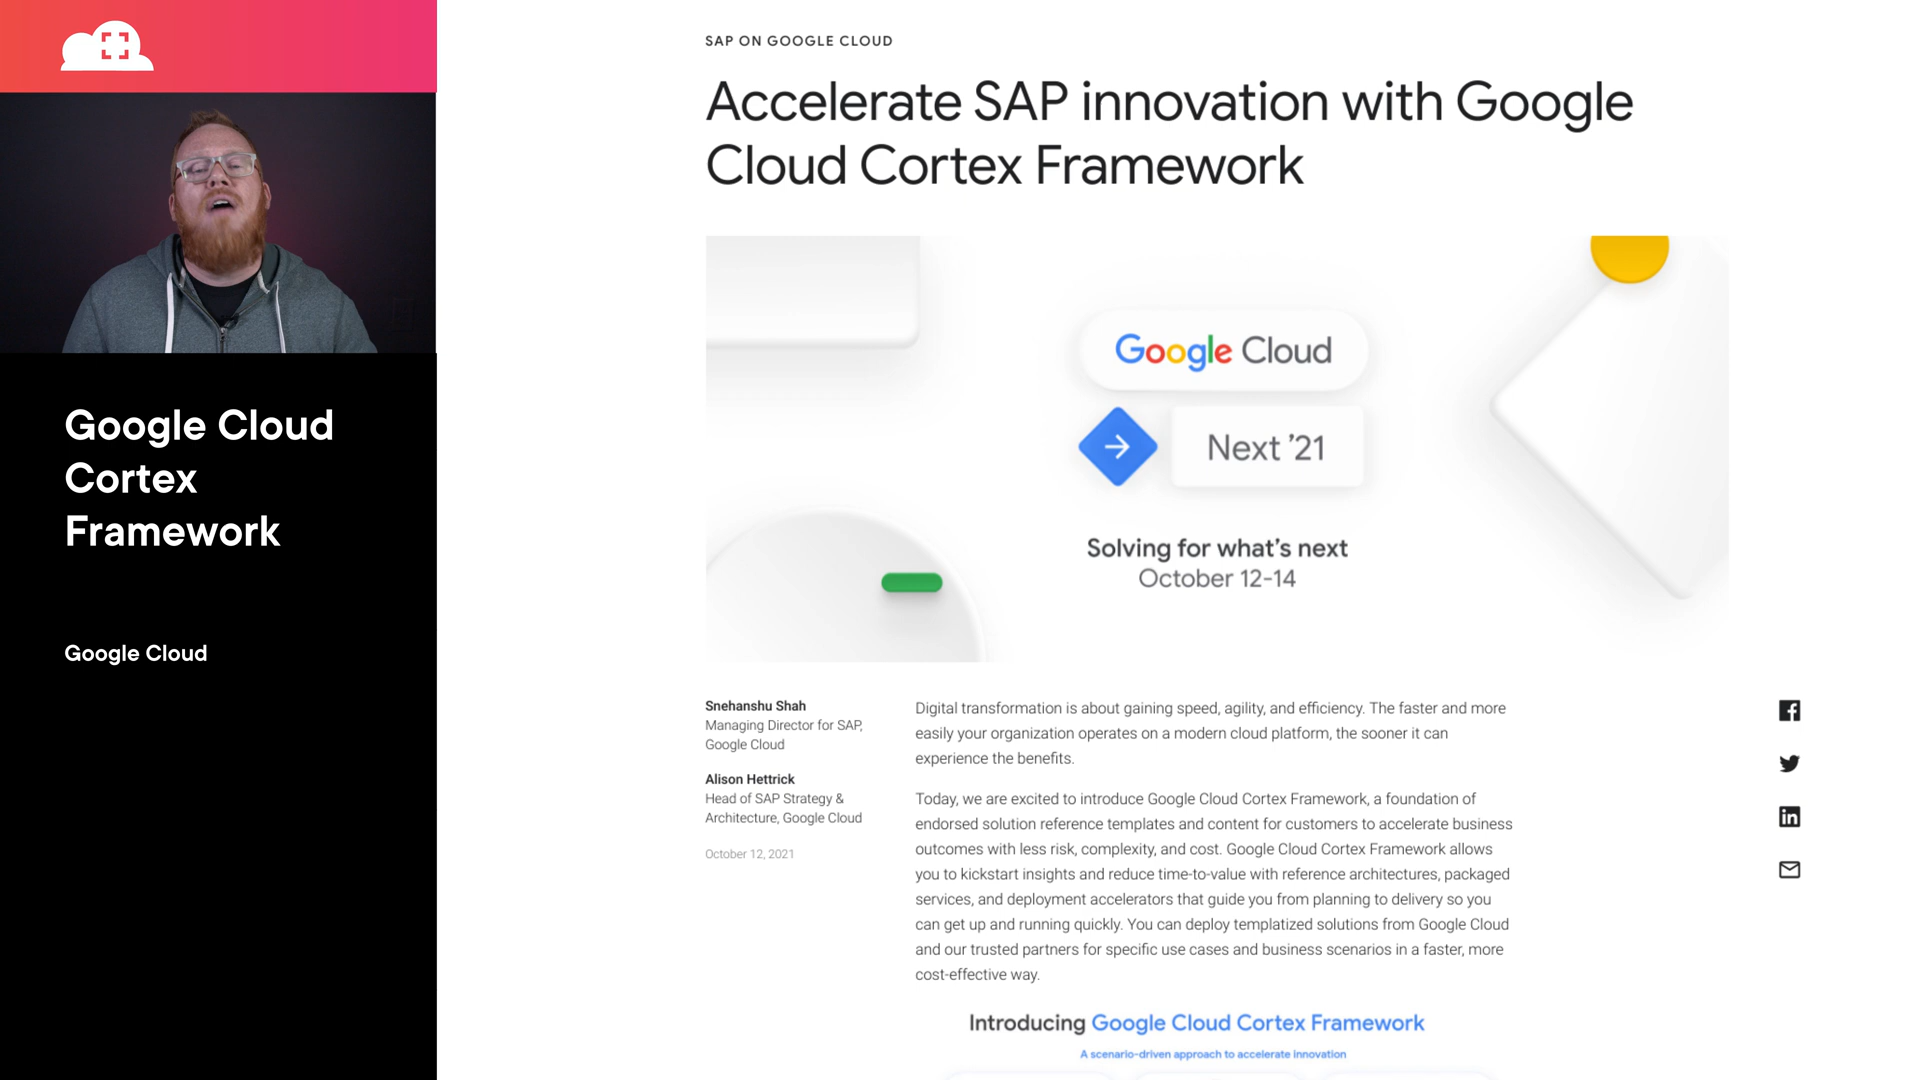 Google Cloud
Cortex
Framework
Google Cloud
SAP ON GOOGLE CLOUD
Accelerate SAP innovation with Google
Cloud Cortex Framework
Google Cloud
Next ’21
Solving for what’s next
October 12-14
Snehanshu Shah
Managing Director for SAP,
Google Cloud
Alison Hettrick
Head of SAP Strategy &
Architecture, Google Cloud
October 12, 2021
Digital transformation is about gaining speed, agility, and efficiency. The faster and more
easily your organization operates on a modern cloud platform, the sooner it can
experience the benefits.
Today, we are excited to introduce Google Cloud Cortex Framework, a foundation of
endorsed solution reference templates and content for customers to accelerate business
outcomes with less risk, complexity, and cost. Google Cloud Cortex Framework allows
you to kickstart insights and reduce time-to-value with reference architectures, packaged
services, and deployment accelerators that guide you from planning to delivery so you
can get up and running quickly. You can deploy templatized solutions from Google Cloud
and our trusted partners for specific use cases and business scenarios in a faster, more
cost-effective way.
Introducing Google Cloud Cortex Framework
A scenario-driven approach to accelerate innovation